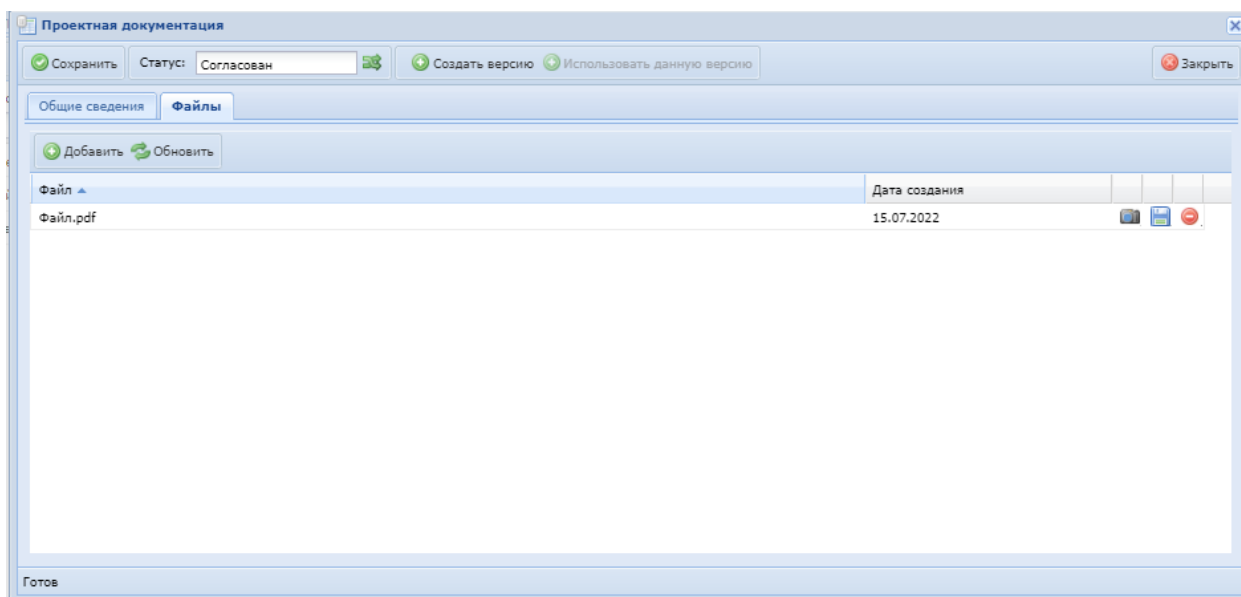 Проектная документация
Сохранить Статус: Согласован Создать версию Использовать данную версию Закрыть
Общие сведения Файлы
Добавить Обновить
Файл Дата создания
Файл.pdf 15.07.2022
Готов